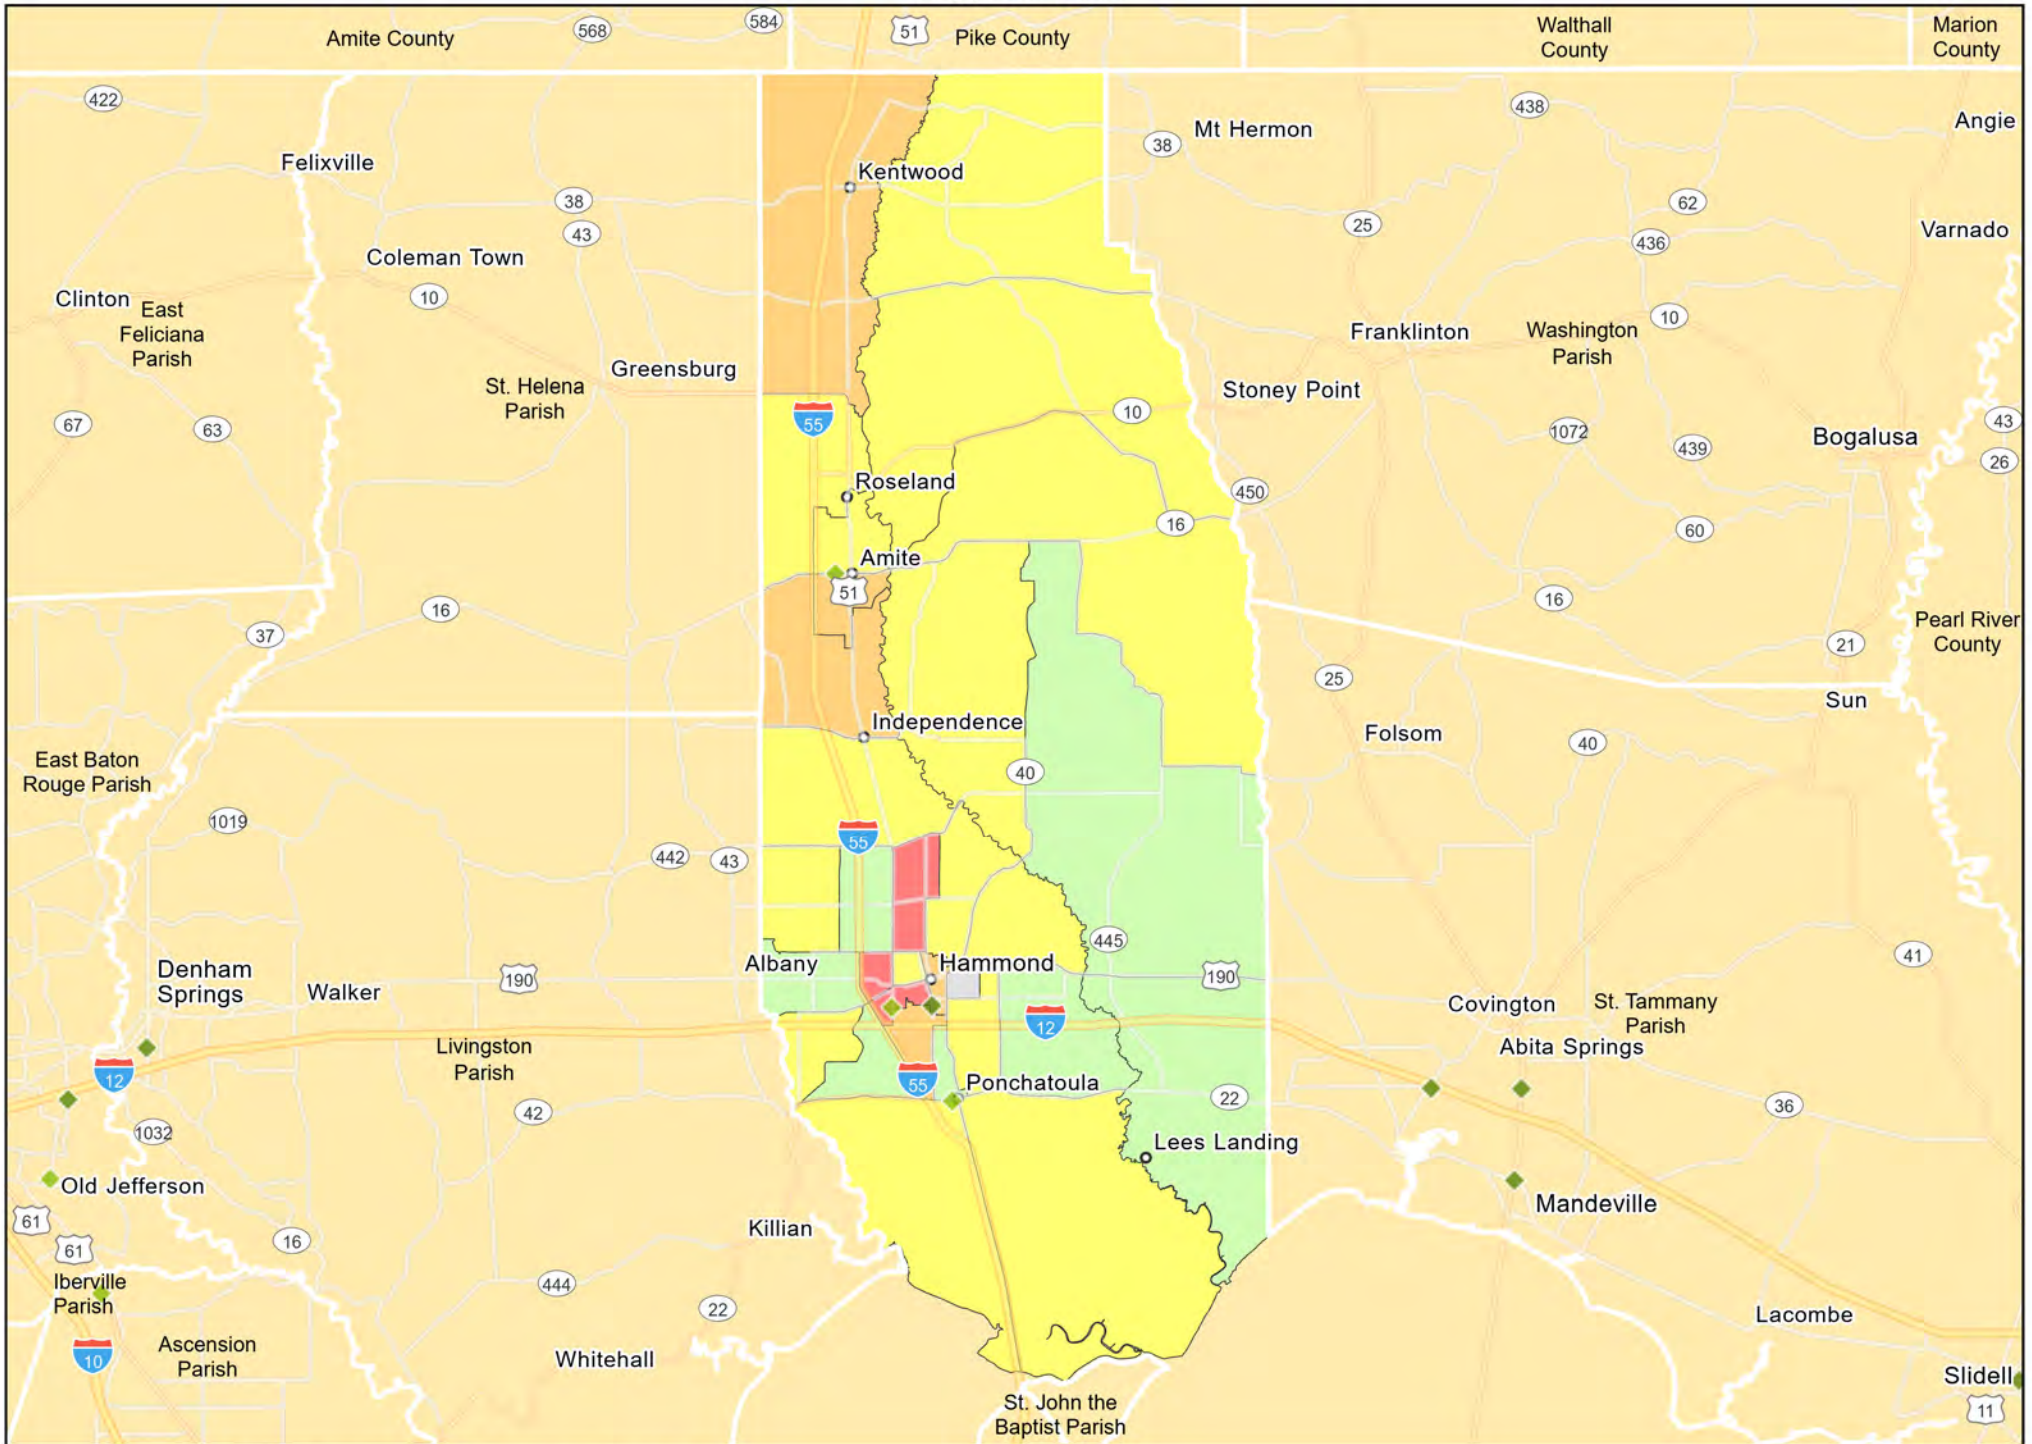 584
568
51
Amite County
Pike County
Walthall
County
Marion
County
422
438
Angie
Mt Hermon
38
Felixville
Kentwood
38
62
25
43
436
Varnado
Coleman Town
10
Clinton
East
Feliciana
Parish
10
Franklinton
Washington
Parish
Greensburg
St. Helena
Parish
Stoney Point
55
10
67
63
1072
43
Bogalusa
439
26
Roseland
450
16
60
Amite
51
16
16
37
Pearl River
County
21
25
Sun
Independence
Folsom
40
East Baton
Rouge Parish
40
1019
55
442
43
445
41
Albany
Hammond
Denham
Springs
190
190
Walker
Covington
St. Tammany
Parish
12
Livingston
Parish
Abita Springs
12
55
Ponchatoula
22
36
42
1032
Lees Landing
Old Jefferson
Mandeville
61
Killian
16
61
Iberville
Parish
444
22
Lacombe
10
Ascension
Parish
Whitehall
Slidell
11
St. John the
Baptist Parish